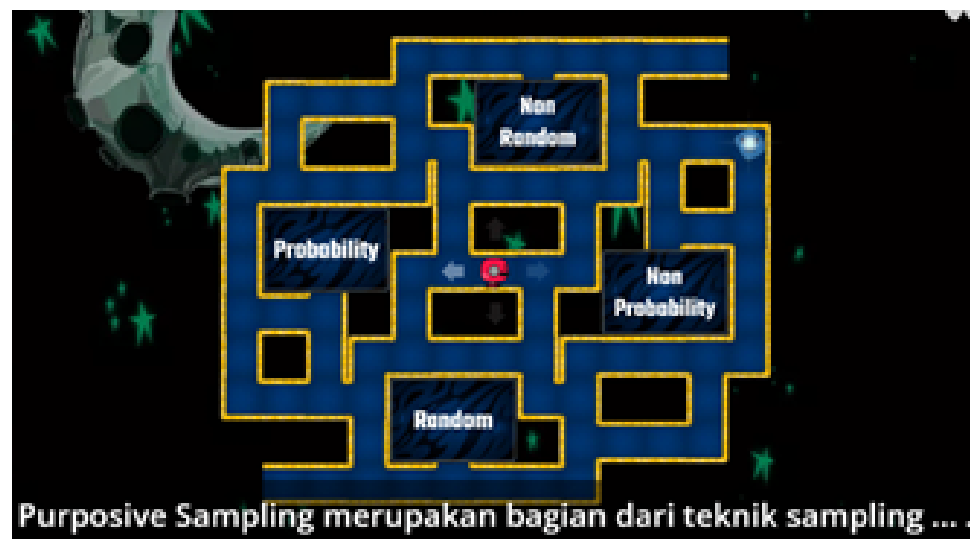 Non
Random
Probability
Non
Probability
Random
Purposive Sampling merupakan bagian dari teknik sampling ... .